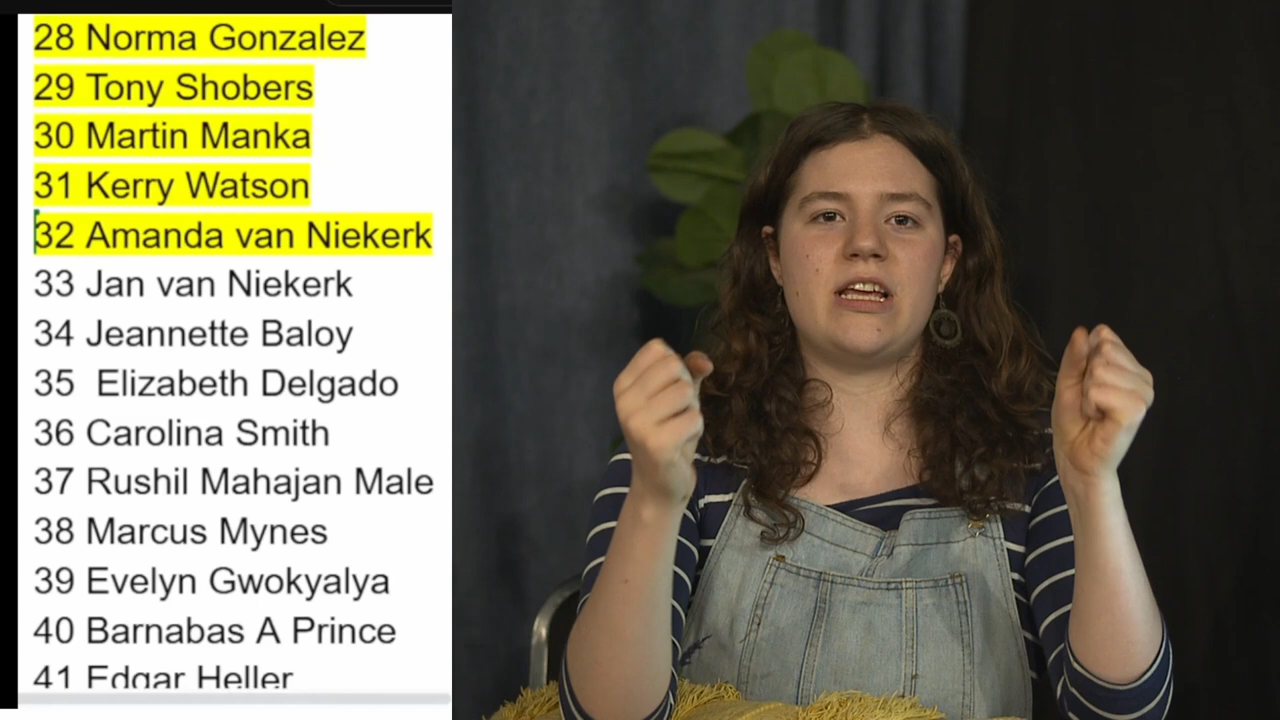 28 Norma Gonzalez
29 Tony Shobers
30 Martin Manka
31 Kerry Watson
32 Amanda van Niekerk
33 Jan van Niekerk
34 Jeannette Baloy
35 Elizabeth Delgado
36 Carolina Smith
37 Rushil Mahajan Male
38 Marcus Mynes
39 Evelyn Gwokyalya
40 Barnabas A Prince
41 Edgar Heller